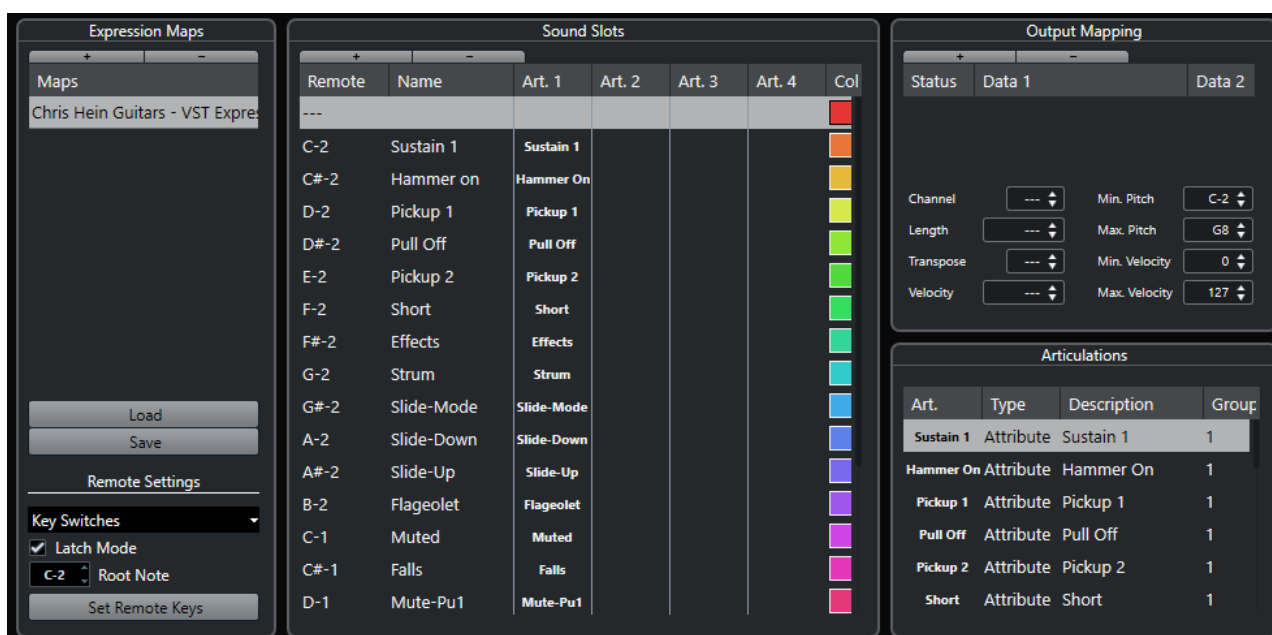 Expression Maps
+ −
Maps
Chris Hein Guitars - VST Expre
Load
Save
Remote Settings
Key Switches
Latch Mode
C-2 Root Note
Set Remote Keys
Sound Slots
+ −
Remote Name Art. 1 Art. 2 Art. 3 Art. 4 Col
---
C-2 Sustain 1 Sustain 1
C#-2 Hammer on Hammer On
D-2 Pickup 1 Pickup 1
D#-2 Pull Off Pull Off
E-2 Pickup 2 Pickup 2
F-2 Short Short
F#-2 Effects Effects
G-2 Strum Strum
G#-2 Slide-Mode Slide-Mode
A-2 Slide-Down Slide-Down
A#-2 Slide-Up Slide-Up
B-2 Flageolet Flageolet
C-1 Muted Muted
C#-1 Falls Falls
D-1 Mute-Pu1 Mute-Pu1
Output Mapping
+ −
Status Data 1 Data 2
Channel --- Min. Pitch C-2
Length --- Max. Pitch G8
Transpose --- Min. Velocity 0
Velocity --- Max. Velocity 127
Articulations
Art. Type Description Group
Sustain 1 Attribute Sustain 1 1
Hammer On Attribute Hammer On 1
Pickup 1 Attribute Pickup 1 1
Pull Off Attribute Pull Off 1
Pickup 2 Attribute Pickup 2 1
Short Attribute Short 1